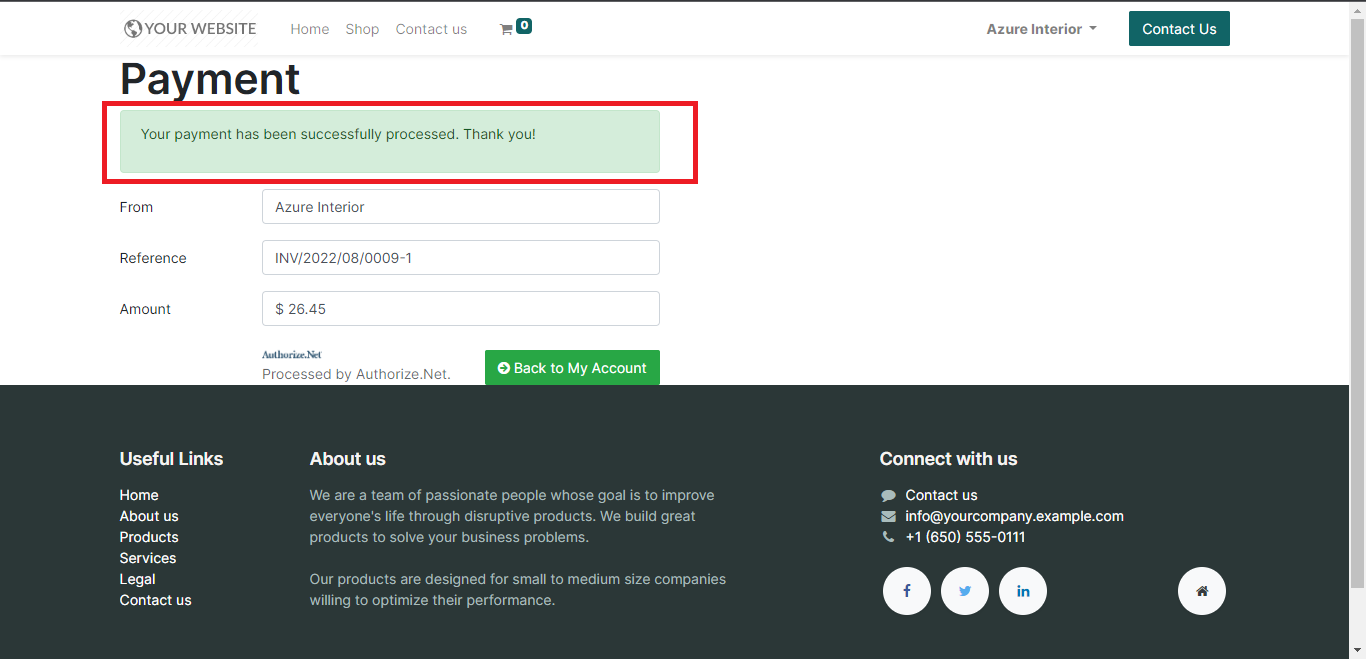 YOUR WEBSITE Home Shop Contact us 0 Azure Interior Contact Us
Payment
Your payment has been successfully processed. Thank you!
From Azure Interior
Reference INV/2022/08/0009-1
Amount $ 26.45
Authorize.Net
Processed by Authorize.Net.
Back to My Account
Useful Links
Home
About us
Products
Services
Legal
Contact us
About us
We are a team of passionate people whose goal is to improve
everyone's life through disruptive products. We build great
products to solve your business problems.
Our products are designed for small to medium size companies
willing to optimize their performance.
Connect with us
Contact us
info@yourcompany.example.com
+1 (650) 555-0111